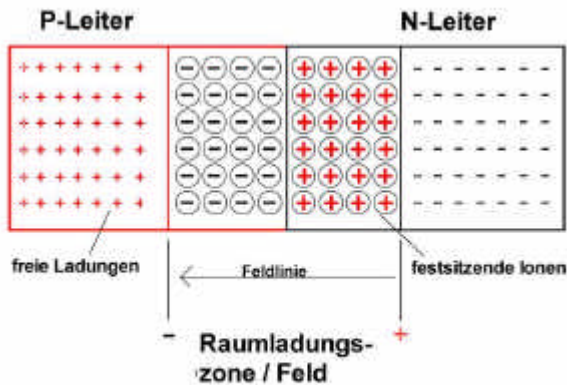 P-Leiter
N-Leiter
freie Ladungen
Feldlinie
festsitzende Ionen
- +
Raumladungs-
zone / Feld